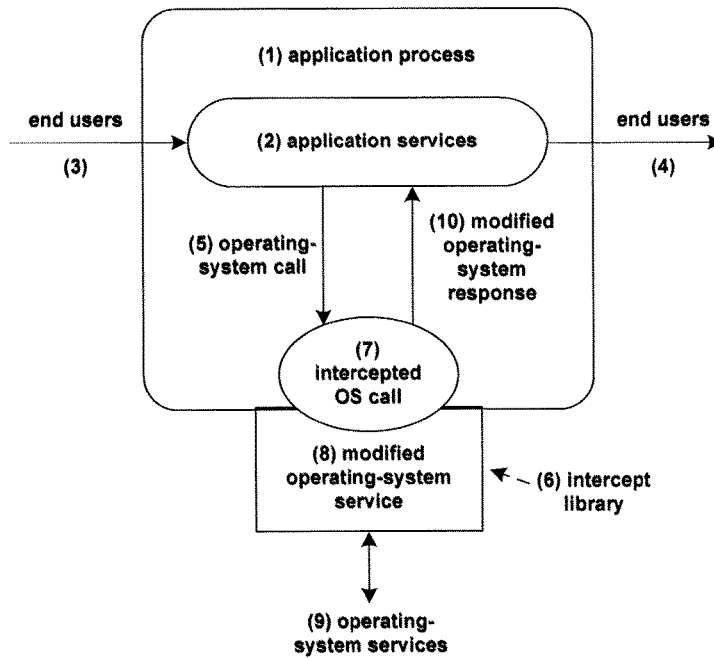 (1) application process
end users
(3)
(2) application services
end users
(4)
(5) operating-
system call
(10) modified
operating-
system
response
(7)
intercepted
OS call
(8) modified
operating-system
service
(6) intercept
library
(9) operating-
system services